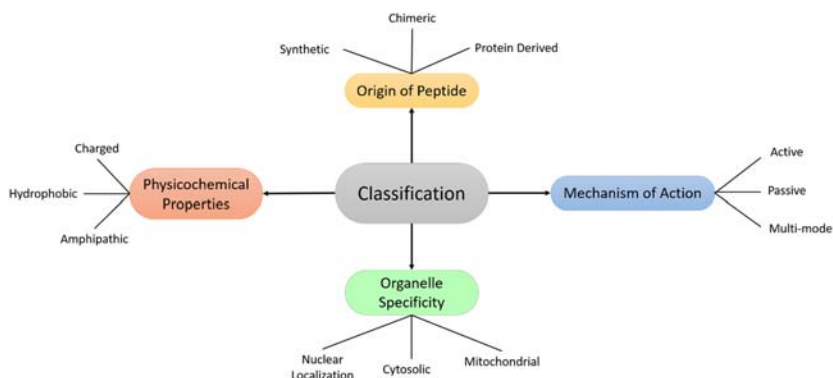 Chimeric
Synthetic
Protein Derived
Origin of Peptide
Charged
Hydrophobic
Amphipathic
Physicochemical
Properties
Classification
Mechanism of Action
Active
Passive
Multi-mode
Organelle
Specificity
Nuclear
Localization
Cytosolic
Mitochondrial